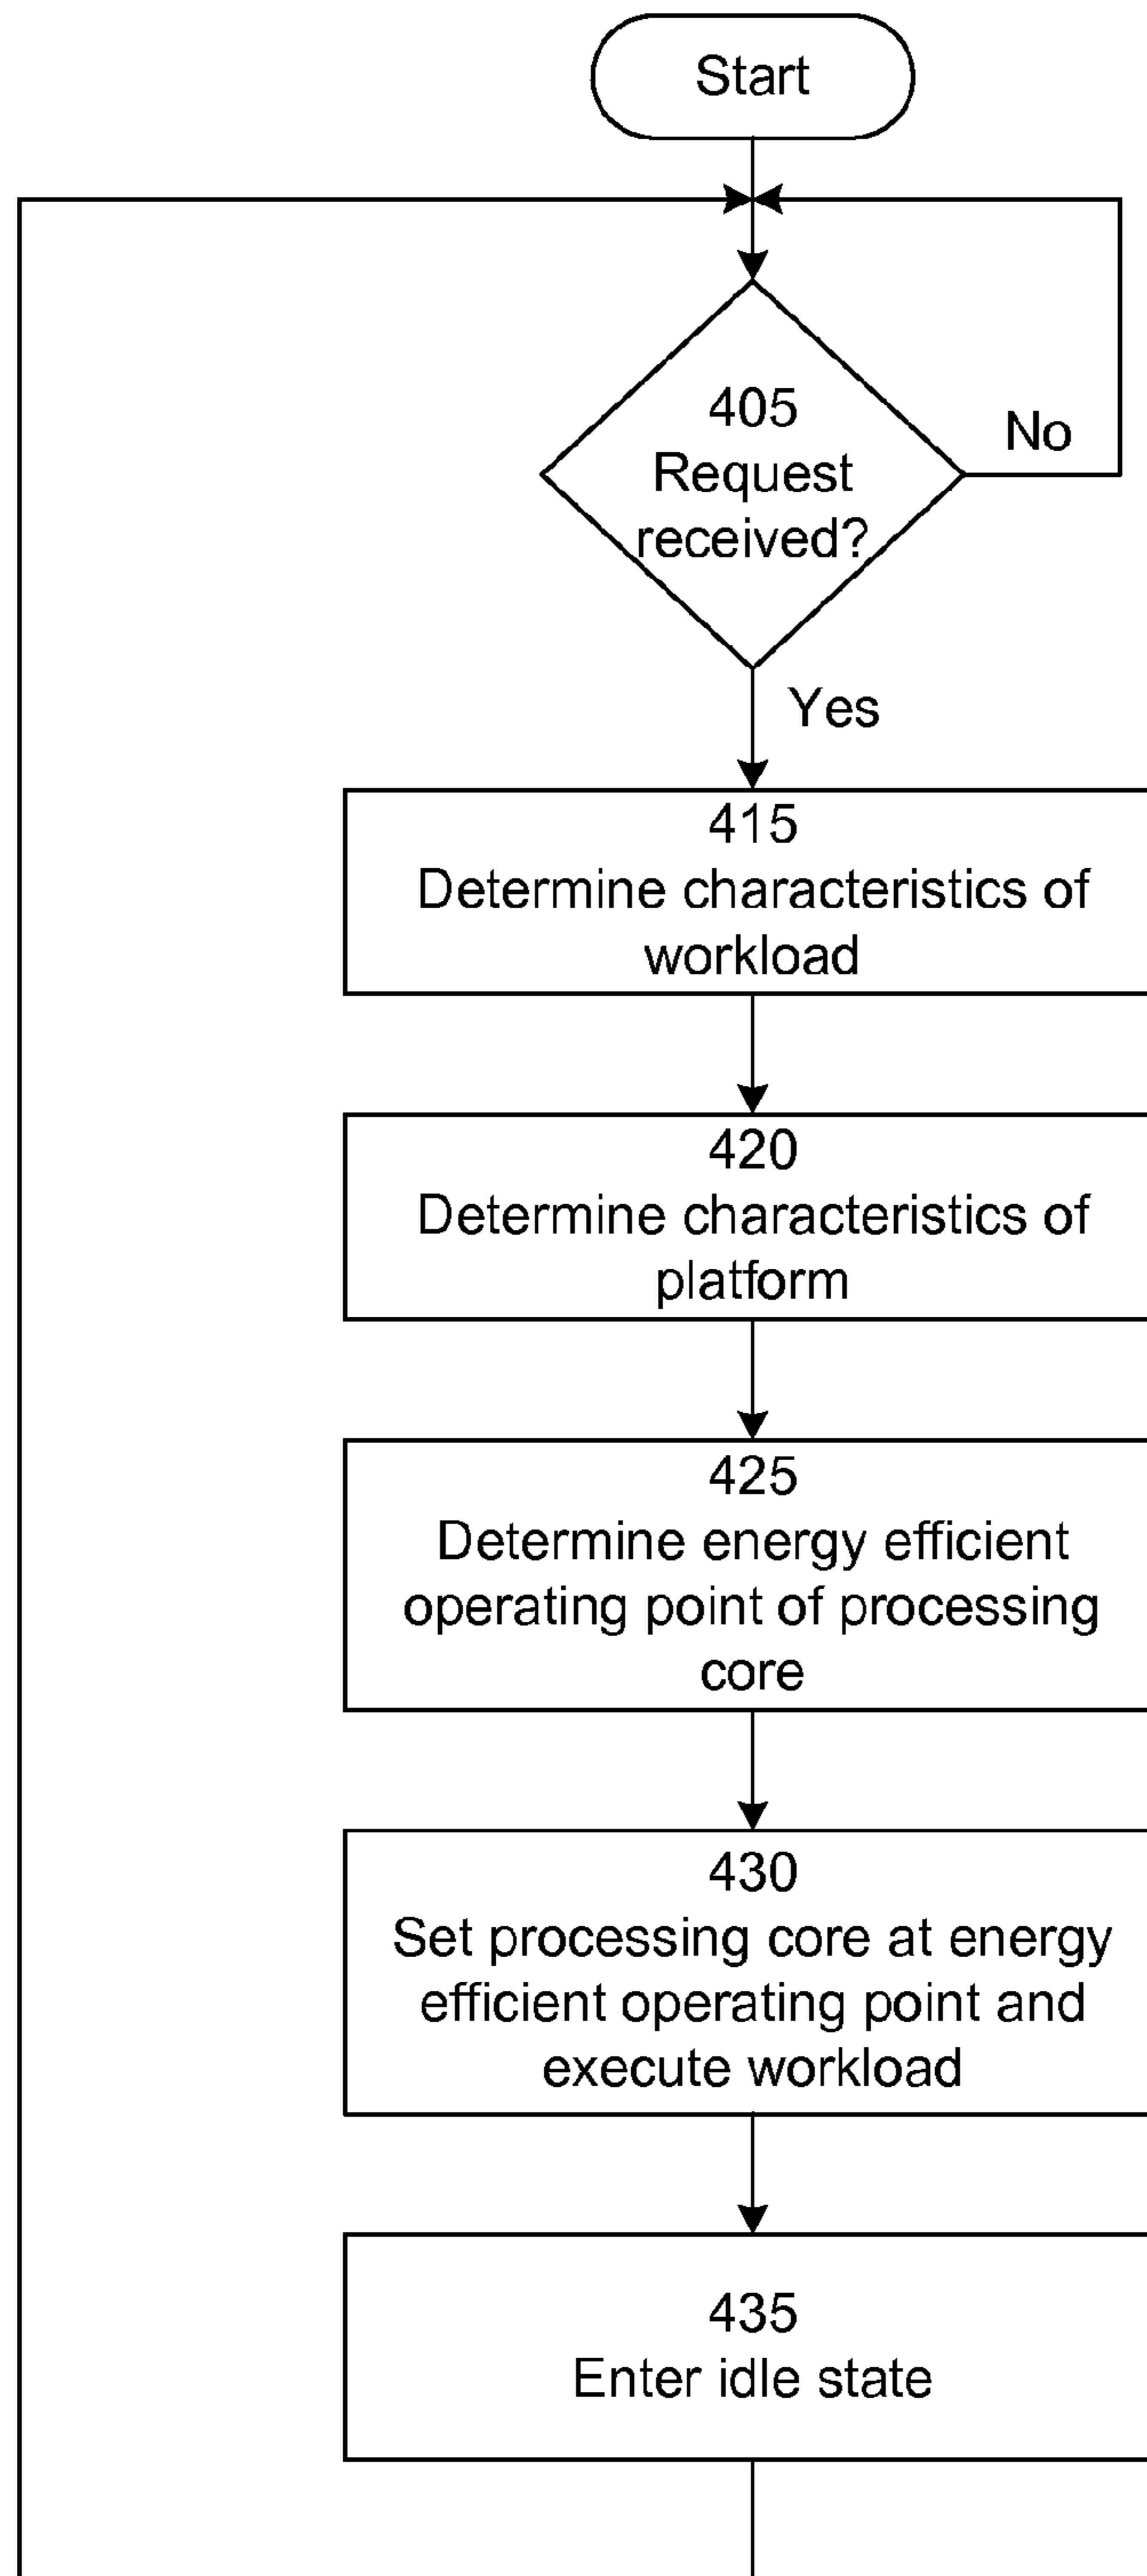 Start
405
Request
received?
No
Yes
415
Determine characteristics of
workload
420
Determine characteristics of
platform
425
Determine energy efficient
operating point of processing
core
430
Set processing core at energy
efficient operating point and
execute workload
435
Enter idle state